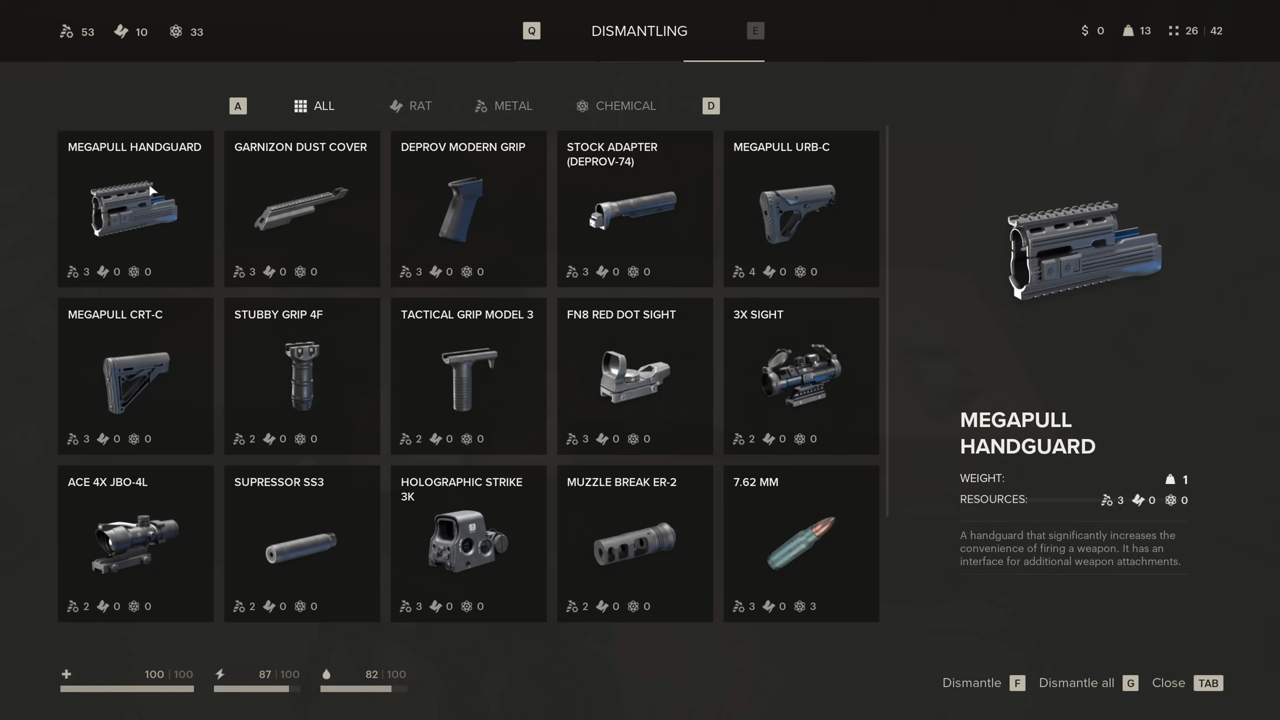 53 10 33 Q DISMANTLING E $ 0 13 26 | 42
A ALL RAT METAL CHEMICAL D
MEGAPULL HANDGUARD
3 0 0
GARNIZON DUST COVER
3 0 0
DEPROV MODERN GRIP
3 0 0
STOCK ADAPTER
(DEPROV-74)
3 0 0
MEGAPULL URB-C
4 0 0
MEGAPULL CRT-C
3 0 0
STUBBY GRIP 4F
2 0 0
TACTICAL GRIP MODEL 3
2 0 0
FN8 RED DOT SIGHT
3 0 0
3X SIGHT
2 0 0
ACE 4X JBO-4L
2 0 0
SUPRESSOR SS3
2 0 0
HOLOGRAPHIC STRIKE
3K
3 0 0
MUZZLE BREAK ER-2
2 0 0
7.62 MM
3 0 3
MEGAPULL
HANDGUARD
WEIGHT: 1
RESOURCES: 3 0 0
A handguard that significantly increases the
convenience of firing a weapon. It has an
interface for additional weapon attachments.
100 | 100 87 | 100 82 | 100
Dismantle F Dismantle all G Close TAB